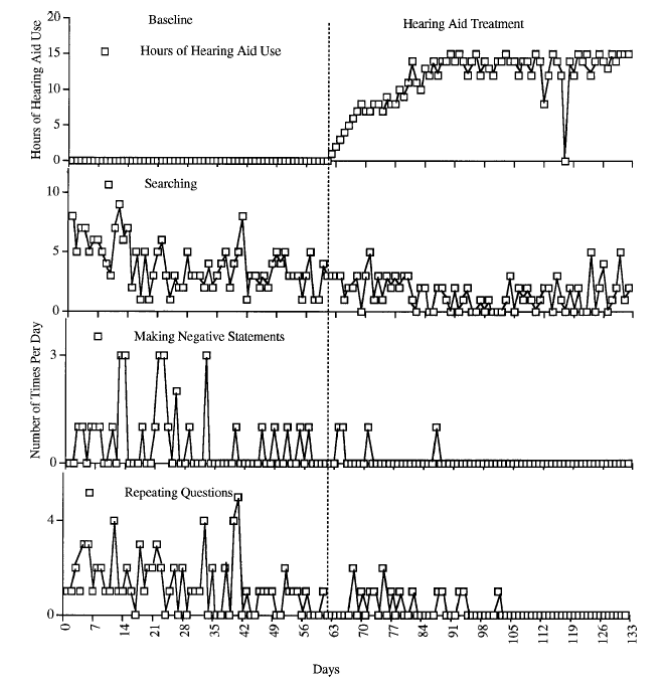 Baseline
Hearing Aid Treatment
Hours of Hearing Aid Use
Hours of Hearing Aid Use
20
15
10
5
0
Searching
10
5
0
Making Negative Statements
Number of Times Per Day
3
0
Repeating Questions
4
0
0 7 14 21 28 35 42 49 56 63 70 77 84 91 98 105 112 119 126 133
Days